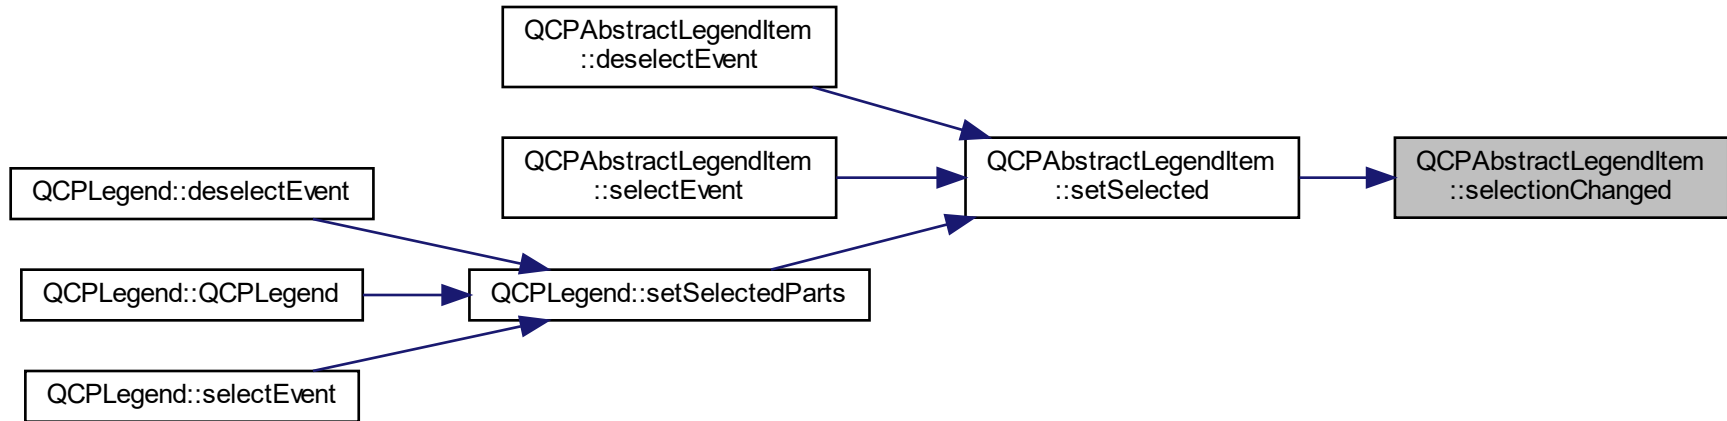 QCPAbstractLegendItem
::deselectEvent
QCPAbstractLegendItem
::selectEvent
QCPAbstractLegendItem
::setSelected
QCPAbstractLegendItem
::selectionChanged
QCPLegend::deselectEvent
QCPLegend::QCPLegend
QCPLegend::setSelectedParts
QCPLegend::selectEvent